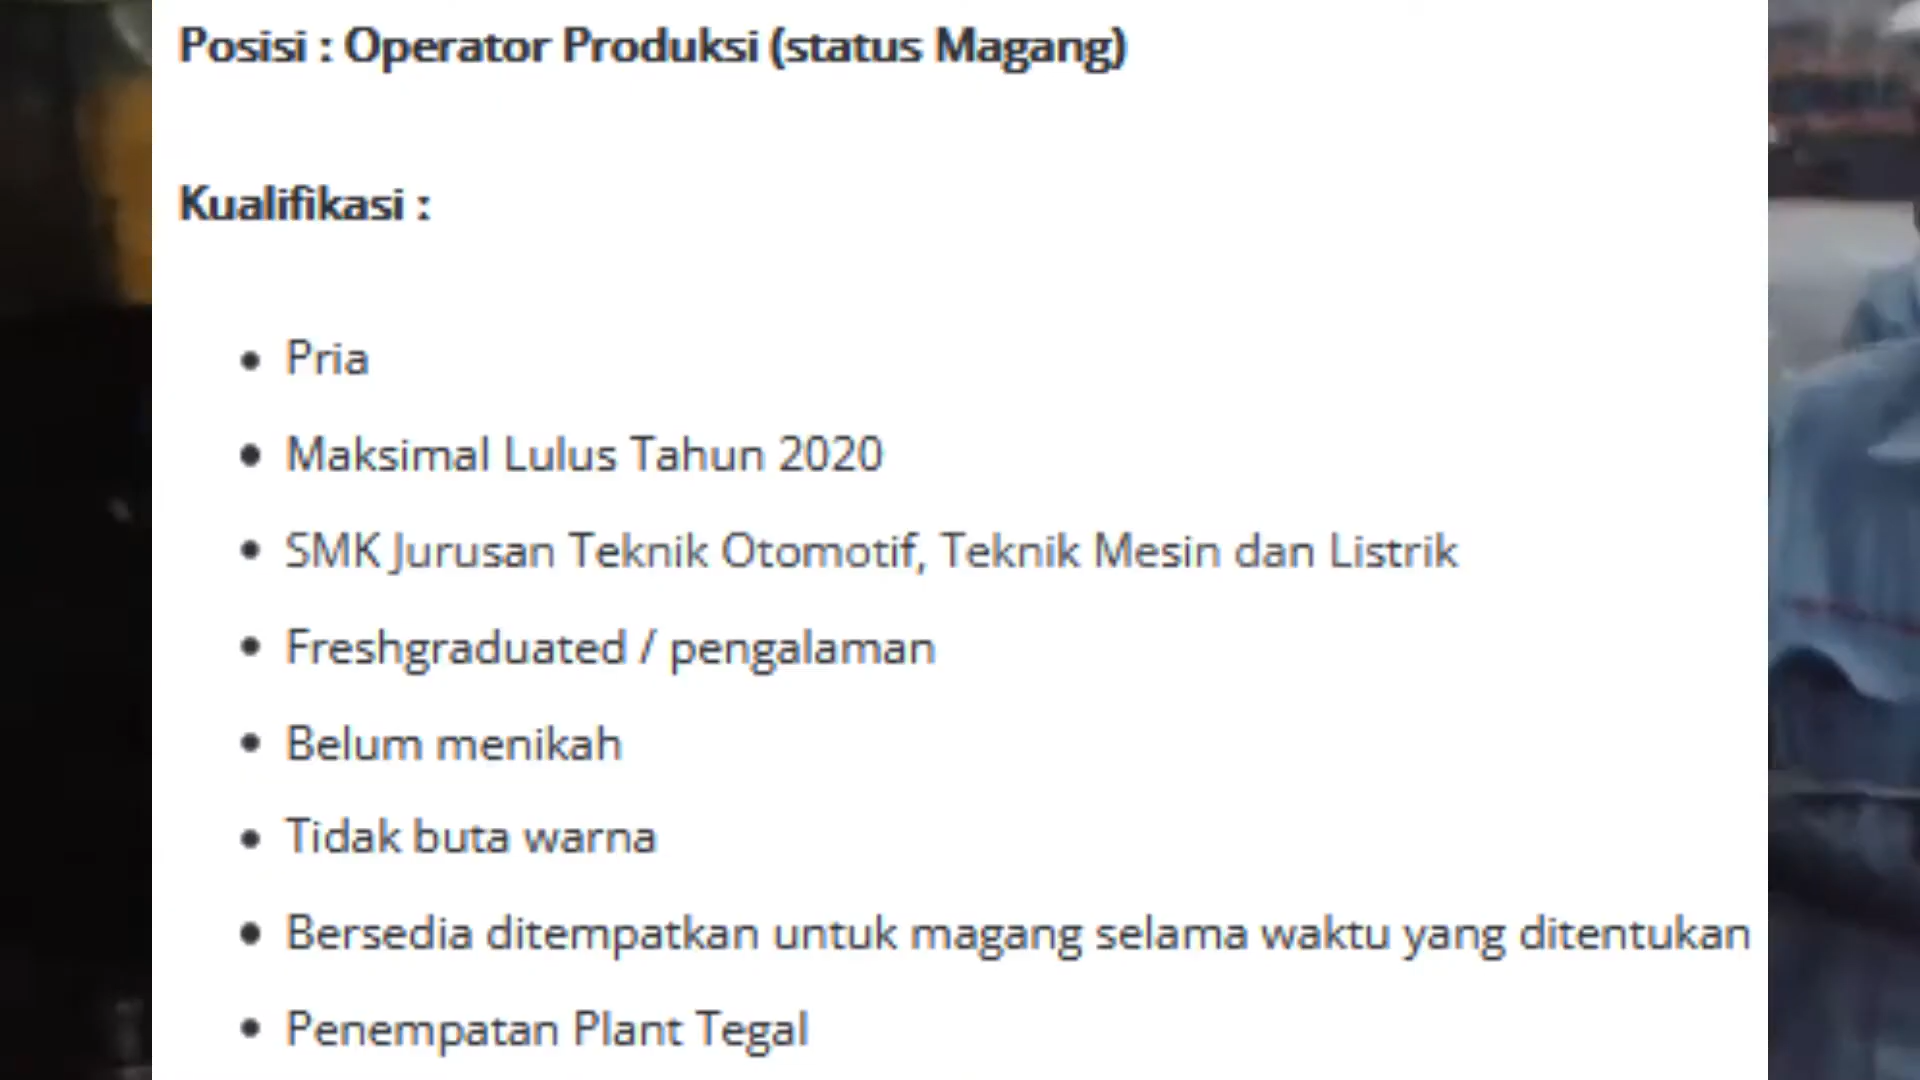 Posisi : Operator Produksi (status Magang)
Kualifikasi :
• Pria
• Maksimal Lulus Tahun 2020
• SMK Jurusan Teknik Otomotif, Teknik Mesin dan Listrik
• Freshgraduated / pengalaman
• Belum menikah
• Tidak buta warna
• Bersedia ditempatkan untuk magang selama waktu yang ditentukan
• Penempatan Plant Tegal